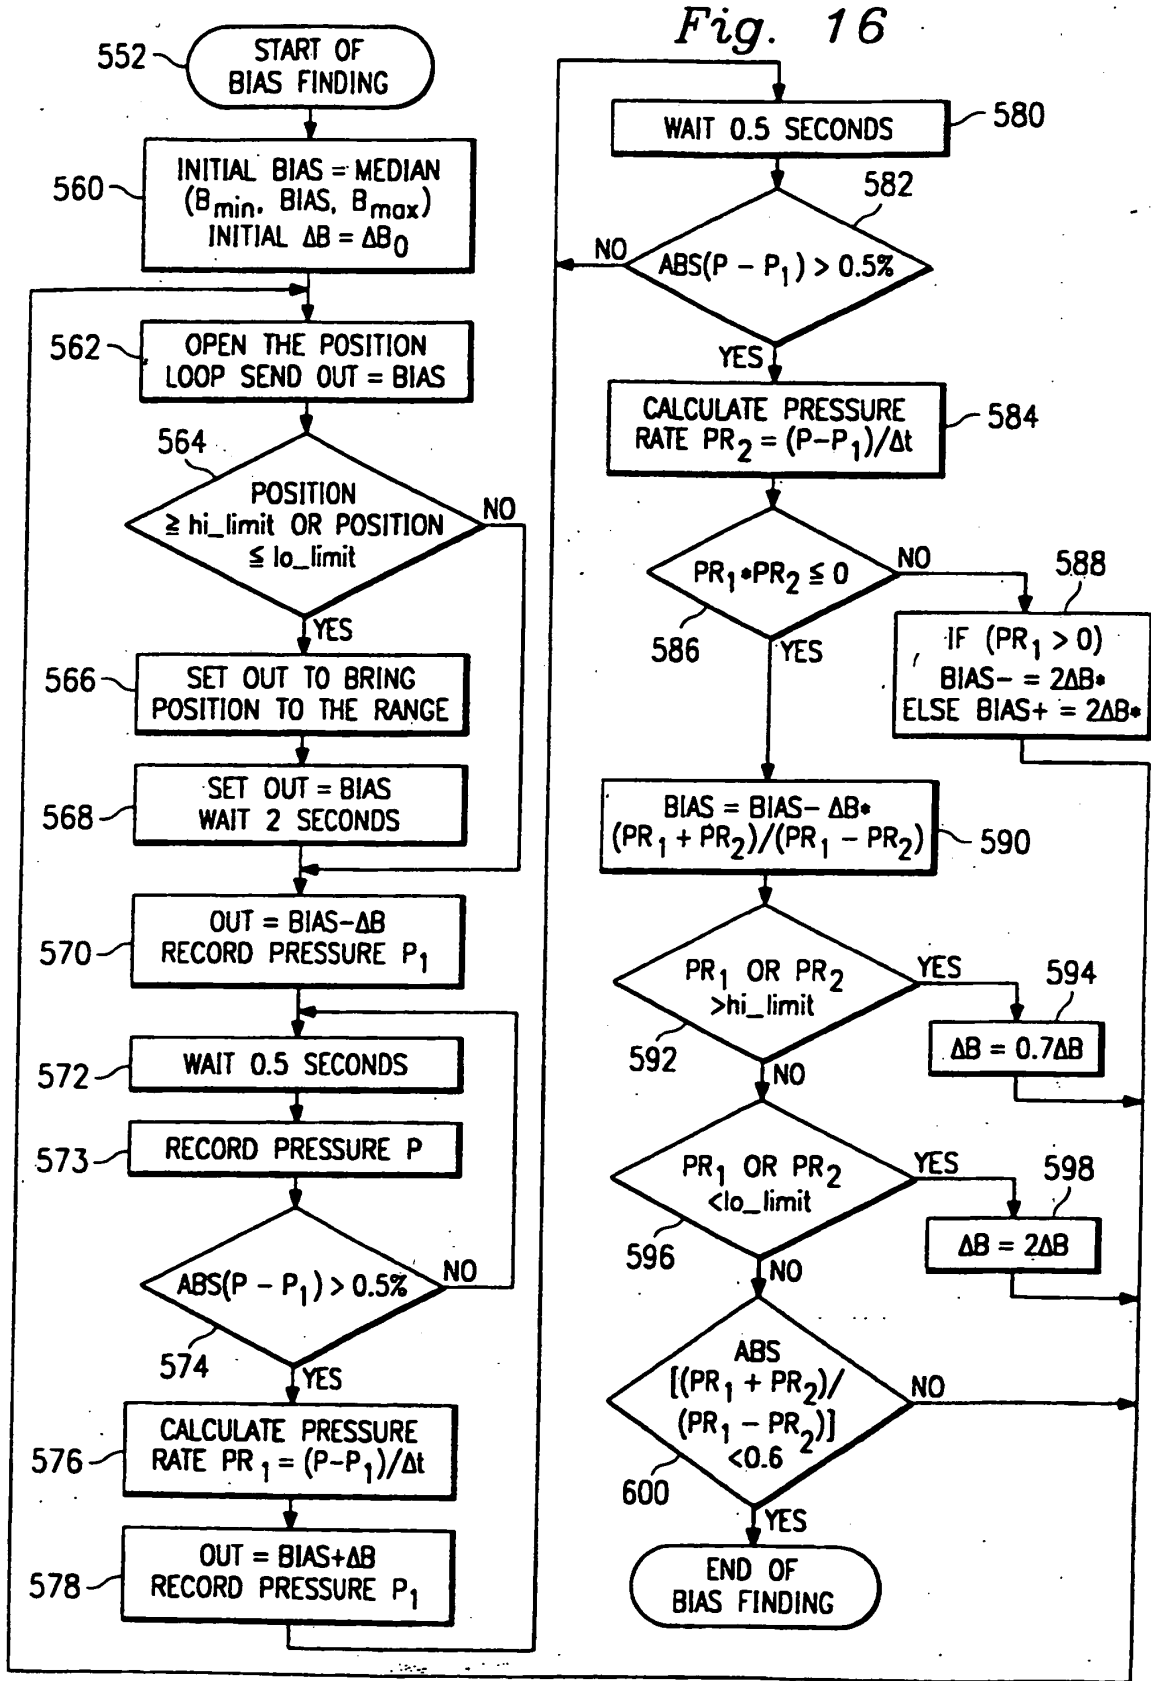 Fig. 16
552
START OF
BIAS FINDING
560
INITIAL BIAS = MEDIAN
(Bmin, BIAS, Bmax)
INITIAL ΔB = ΔB0
562
OPEN THE POSITION
LOOP SEND OUT = BIAS
564
POSITION
≧ hi_limit OR POSITION
≦ lo_limit
NO
YES
566
SET OUT TO BRING
POSITION TO THE RANGE
568
SET OUT = BIAS
WAIT 2 SECONDS
570
OUT = BIAS-ΔB
RECORD PRESSURE P1
572
WAIT 0.5 SECONDS
573
RECORD PRESSURE P
ABS(P - P1) > 0.5%
NO
574
YES
576
CALCULATE PRESSURE
RATE PR1 = (P-P1)/Δt
578
OUT = BIAS+ΔB
RECORD PRESSURE P1
WAIT 0.5 SECONDS
580
582
NO
ABS(P - P1) > 0.5%
YES
CALCULATE PRESSURE
RATE PR2 = (P-P1)/Δt
584
PR1*PR2 ≦ 0
NO
586
YES
588
IF (PR1 > 0)
BIAS- = 2ΔB*
ELSE BIAS+ = 2ΔB*
BIAS = BIAS- ΔB*
(PR1 + PR2)/(PR1 - PR2)
590
PR1 OR PR2
>hi_limit
YES
592
NO
594
ΔB = 0.7ΔB
PR1 OR PR2
<lo_limit
YES
596
NO
598
ΔB = 2ΔB
ABS
[(PR1 + PR2)/
(PR1 - PR2)]
<0.6
NO
600
YES
END OF
BIAS FINDING